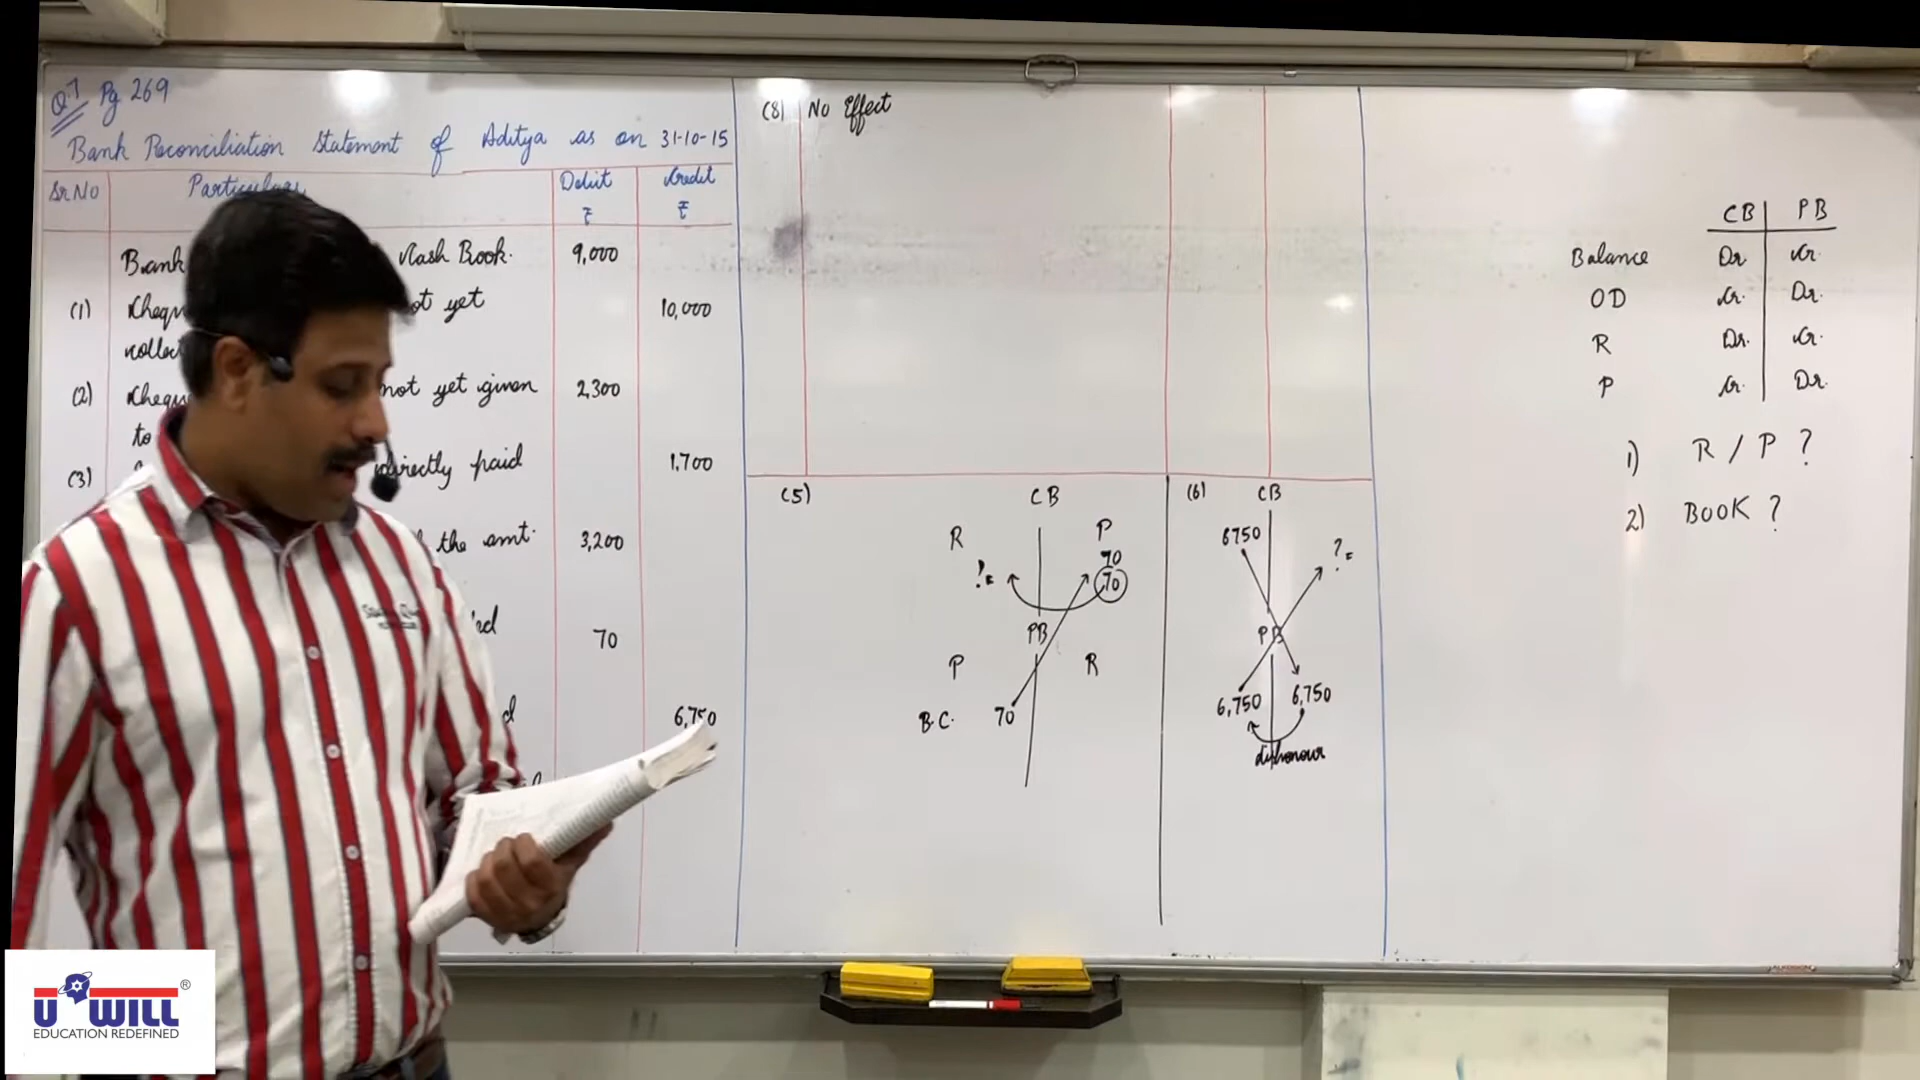 Q.7 Pg 269
Bank Reconciliation Statement of Aditya as on 31-10-15
Sr No Particulars Debit ₹ Credit ₹
Bank Cash Book. 9,000
(1) ot yet 10,000
collect
(2) not yet given 2,300
to
(3) directly paid 1,700
the amt. 3,200
70
6,750
(8) No Effect
(5) CB
R P
70
? 70
PB
P R
B.C. 70
(6) CB
6750 ?
PB
6,750 6,750
dishonour
CB PB
Balance Dr Cr.
OD Cr. Dr.
R Dr. Cr.
P Cr. Dr.
1) R / P ?
2) BOOK ?
U WILL ®
EDUCATION REDEFINED